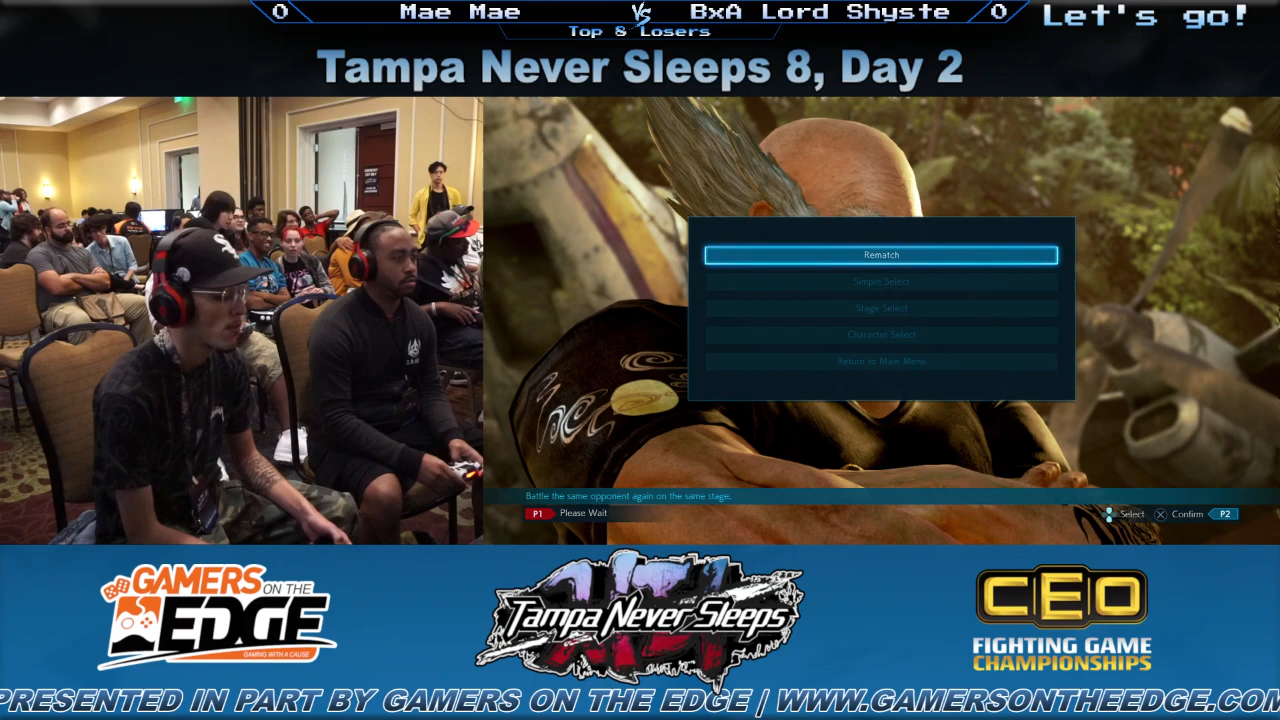 0 Mae Mae VS BxA Lord Shyste 0 Let's go!
Top 8 Losers
Tampa Never Sleeps 8, Day 2
Rematch
Simple Select
Stage Select
Character Select
Return to Main Menu
Battle the same opponent again on the same stage.
P1 Please Wait
Select Confirm P2
GAMERS ON THE
EDGE
GAMING WITH A CAUSE
Tampa Never Sleeps
CEO
FIGHTING GAME
CHAMPIONSHIPS
PRESENTED IN PART BY GAMERS ON THE EDGE | WWW.GAMERSONTHEEDGE.COM